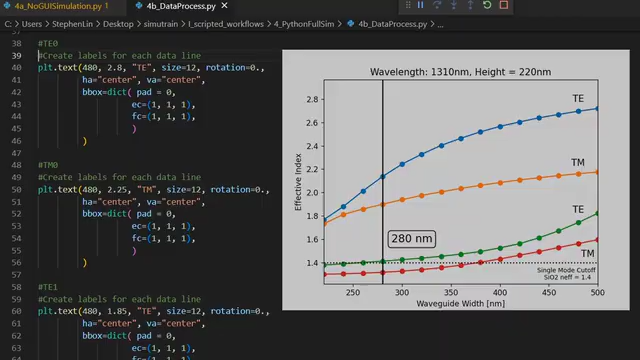 4a_NoGUISimulation.py 1
4b_DataProcess.py
C: > Users > StephenLin > Desktop > simutrain > I_scripted_workflows > 4_PythonFullSim > 4b_DataProcess.py > ...
38 #TE0
39 #Create labels for each data line
40 plt.text(480, 2.8, "TE", size=12, rotation=0.,
41 ha="center", va="center",
42 bbox=dict( pad = 0,
43 ec=(1, 1, 1),
44 fc=(1, 1, 1),
45 )
46 )
47
48 #TM0
49 #Create labels for each data line
50 plt.text(480, 2.25, "TM", size=12, rotation=0.,
51 ha="center", va="center",
52 bbox=dict( pad = 0,
53 ec=(1, 1, 1),
54 fc=(1, 1, 1),
55 )
56 )
57
58 #TE1
59 #Create labels for each data line
60 plt.text(480, 1.85, "TE", size=12, rotation=0.,
61 ha="center", va="center",
62 bbox=dict( pad = 0,
63 ec=(1, 1, 1),
64 fc=(1, 1, 1),
Wavelength: 1310nm, Height = 220nm
Effective Index
2.8
2.6
2.4
2.2
2.0
1.8
1.6
1.4
TE
TM
TE
TM
280 nm
Single Mode Cutoff
SiO2 neff = 1.4
250 300 350 400 450 500
Waveguide Width [nm]